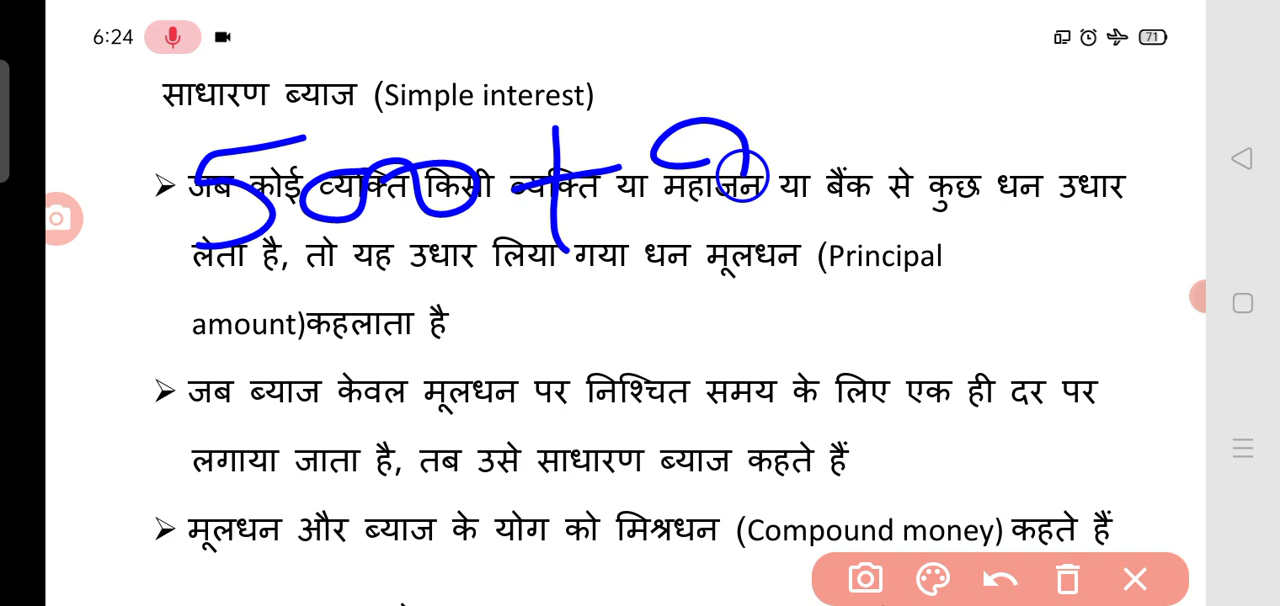 6:24
71
साधारण ब्याज (Simple interest)
500+
➢ जब कोई व्यक्ति किसी व्यक्ति या महाजन या बैंक से कुछ धन उधार
लेता है, तो यह उधार लिया गया धन मूलधन (Principal
amount)कहलाता है
➢ जब ब्याज केवल मूलधन पर निश्चित समय के लिए एक ही दर पर
लगाया जाता है, तब उसे साधारण ब्याज कहते हैं
➢ मूलधन और ब्याज के योग को मिश्रधन (Compound money) कहते हैं